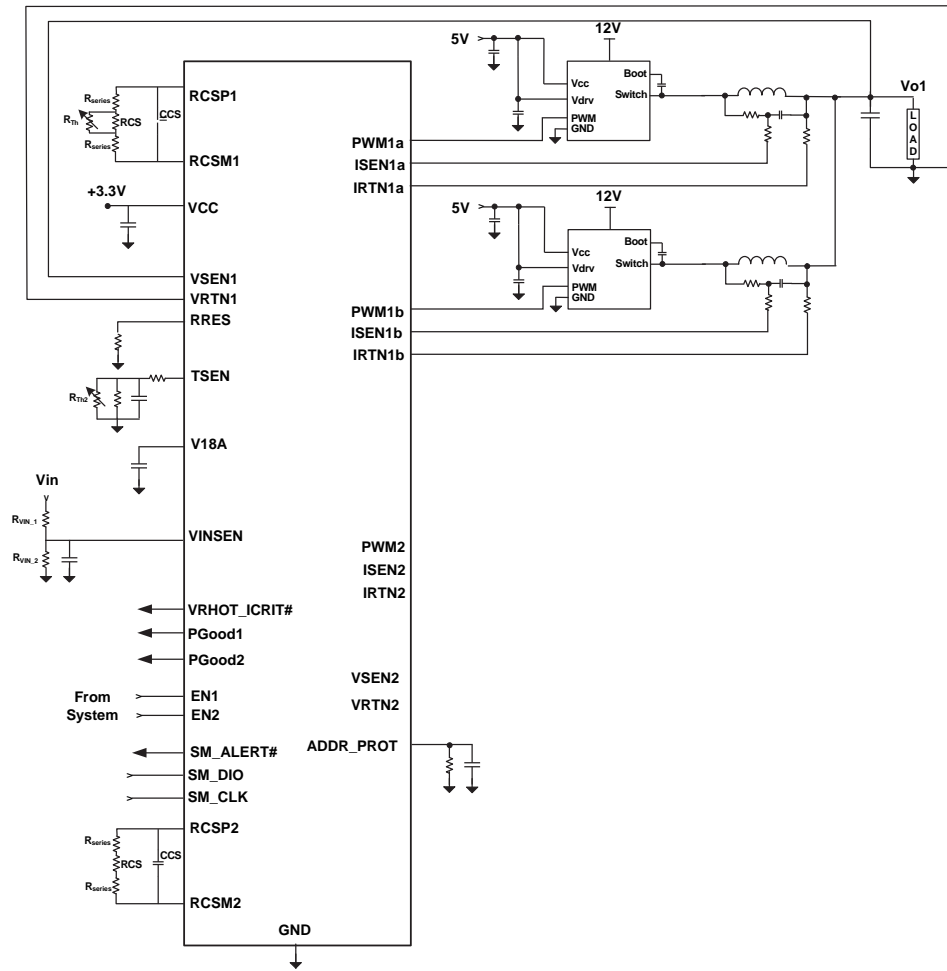 12V
5V
Boot
Vcc
Switch
Vdrv
PWM
GND
Vo1
LOAD
Rseries
RTh
RCS
Rseries
CCS
RCSP1
RCSM1
PWM1a
ISEN1a
IRTN1a
+3.3V
VCC
12V
5V
Boot
Vcc
Switch
Vdrv
PWM
GND
VSEN1
VRTN1
RRES
PWM1b
ISEN1b
IRTN1b
RTh2
TSEN
V18A
Vin
RVIN_1
RVIN_2
VINSEN
PWM2
ISEN2
IRTN2
VRHOT_ICRIT#
PGood1
PGood2
VSEN2
VRTN2
From
System
EN1
EN2
ADDR_PROT
SM_ALERT#
SM_DIO
SM_CLK
RCSP2
Rseries
RCS
CCS
Rseries
RCSM2
GND